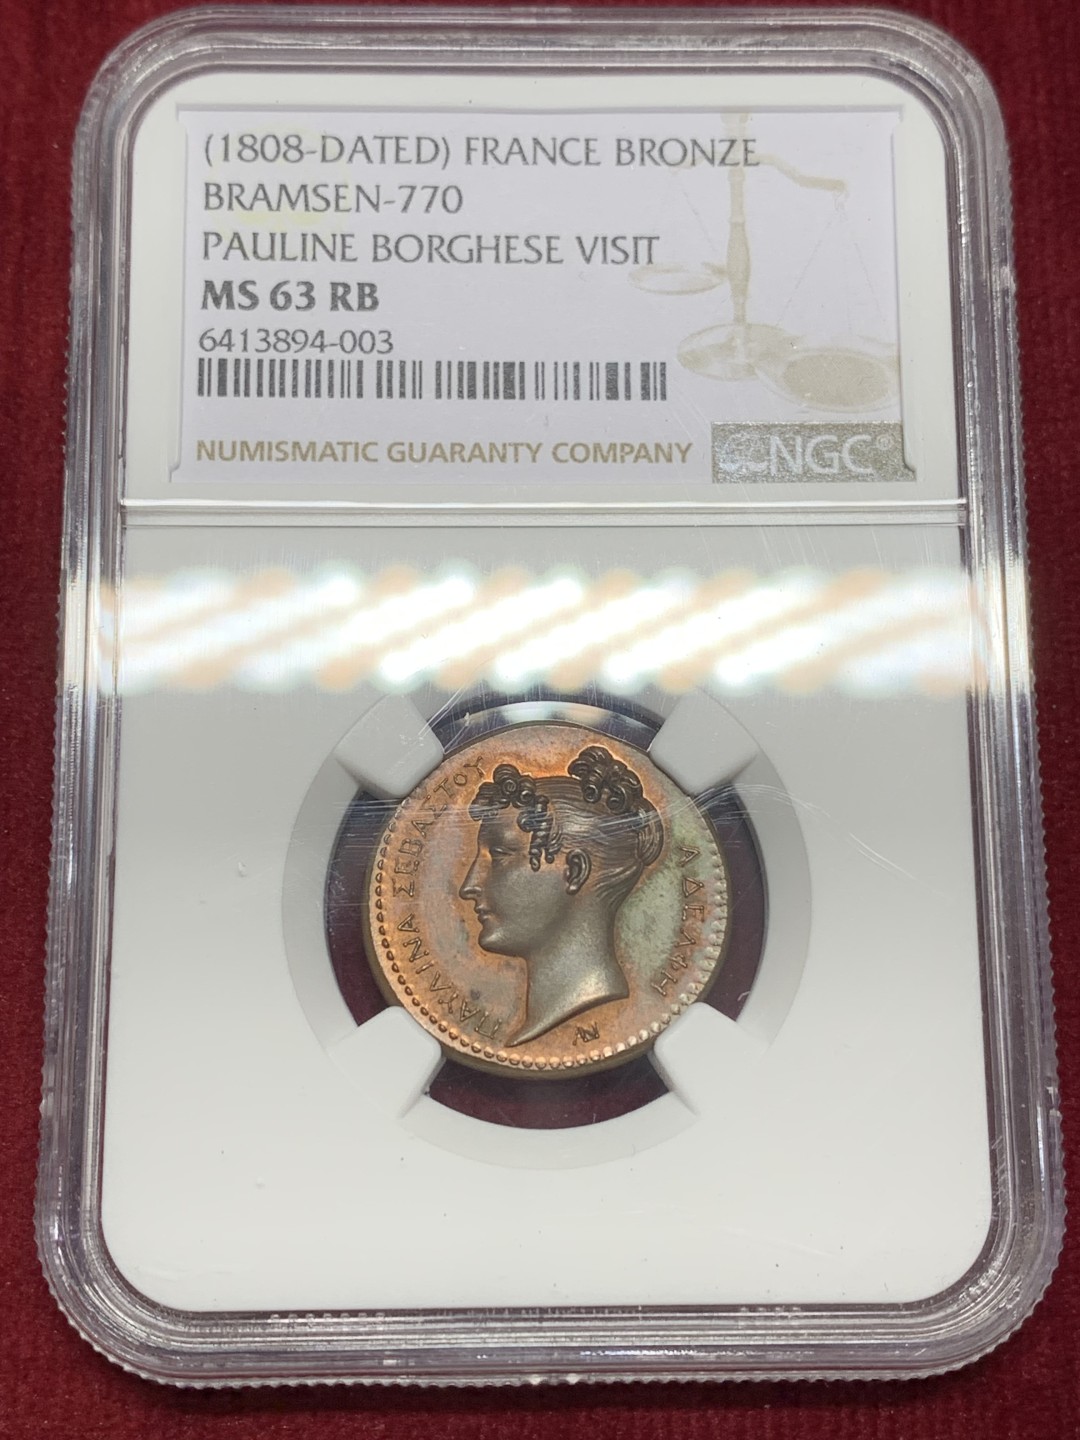 (1808-DATED) FRANCE BRONZE
BRAMSEN-770
PAULINE BORGHESE VISIT
MS 63 RB
6413894-003
NUMISMATIC GUARANTY COMPANY
NGC®
ΠΑΥΛΙΝΑ ΣΕΒΑΣΤΟΥ
ΑΔΕΛΦΗ